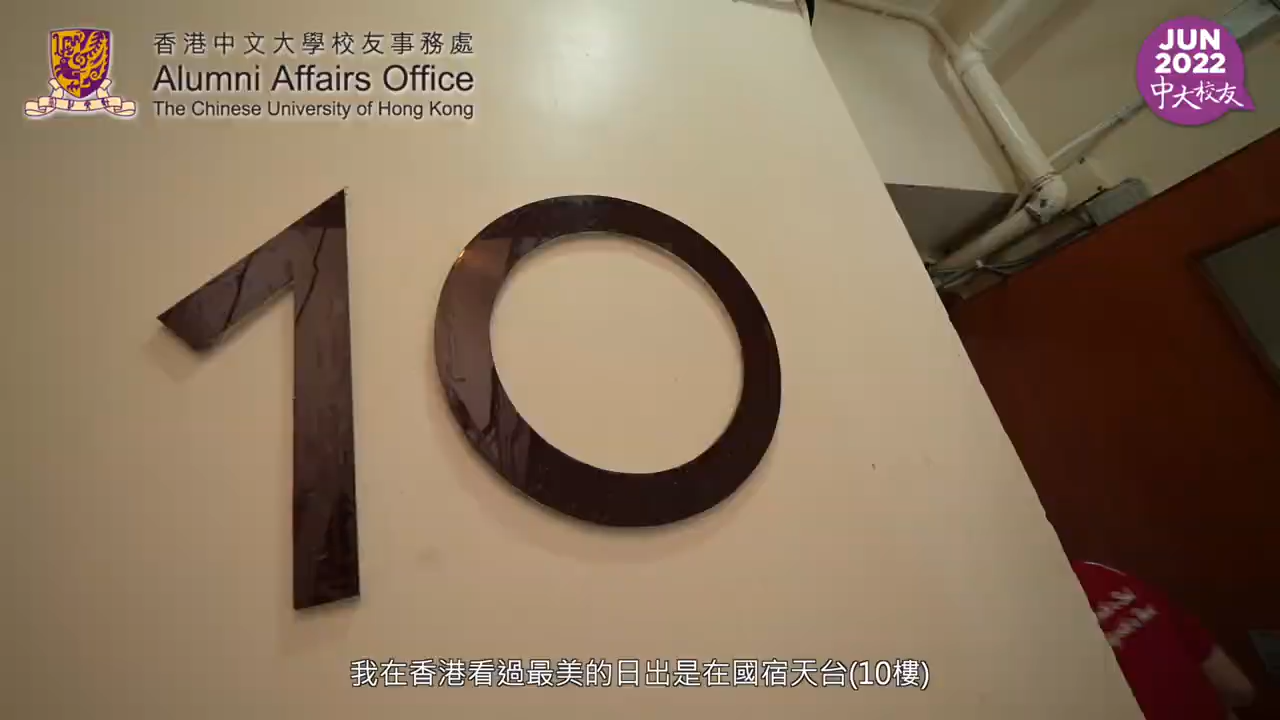 香港中文大學校友事務處
Alumni Affairs Office
The Chinese University of Hong Kong
JUN
2022
中大校友
10
我在香港看過最美的日出是在國宿天台(10樓)